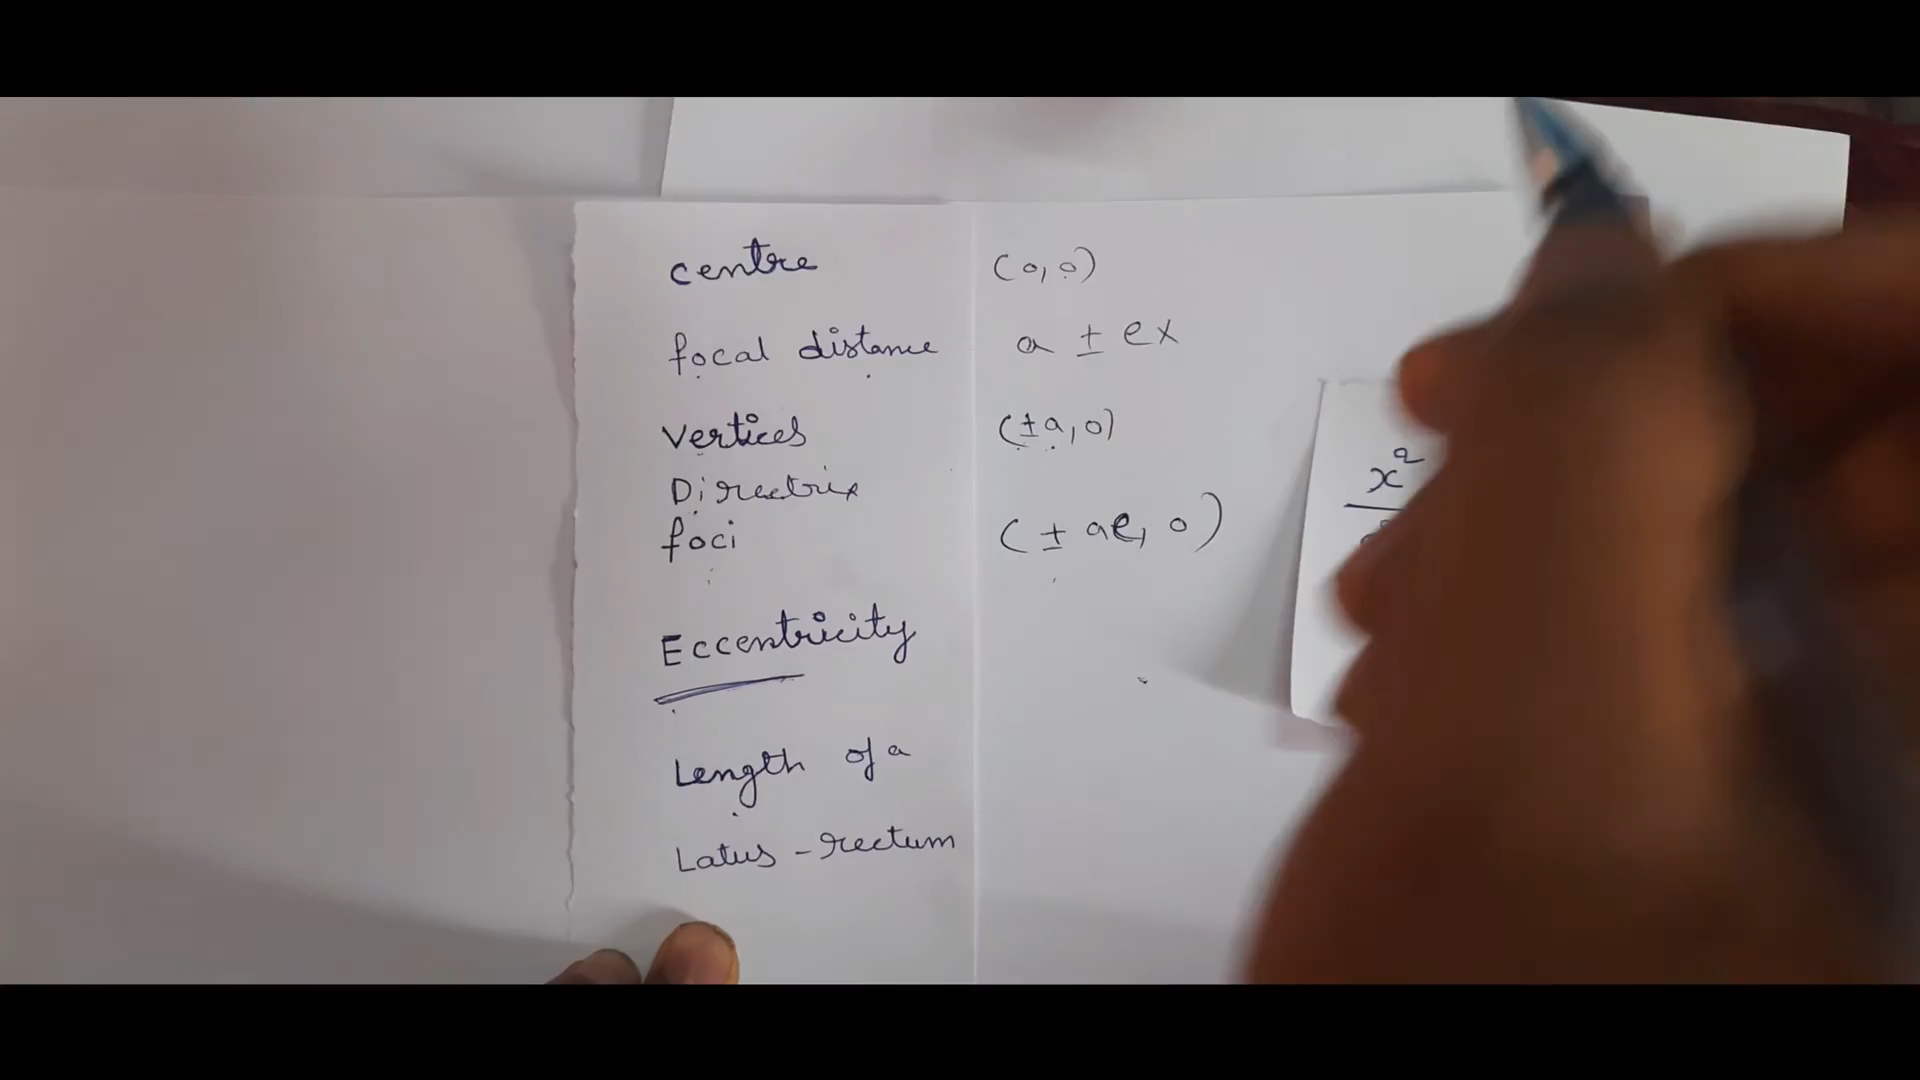 centre (0,0)
focal distance a ± ex
Vertices (±a,0)
Directrix
foci (± ae, 0)
Eccentricity
Length of a
Latus - rectum
x²